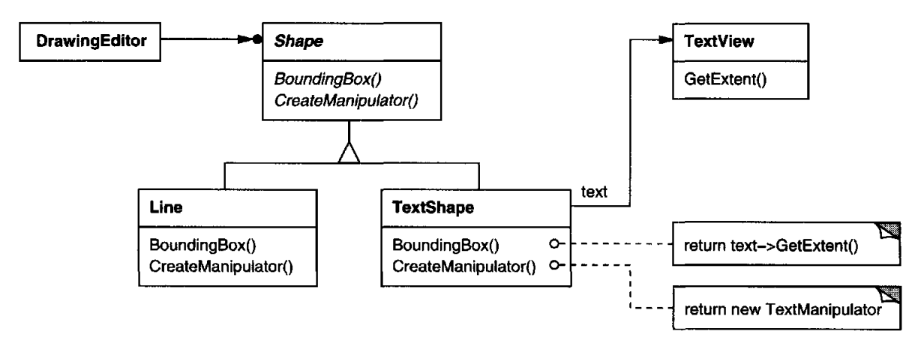 DrawingEditor
Shape
BoundingBox()
CreateManipulator()
TextView
GetExtent()
Line
BoundingBox()
CreateManipulator()
TextShape
BoundingBox()
CreateManipulator()
text
return text->GetExtent()
return new TextManipulator